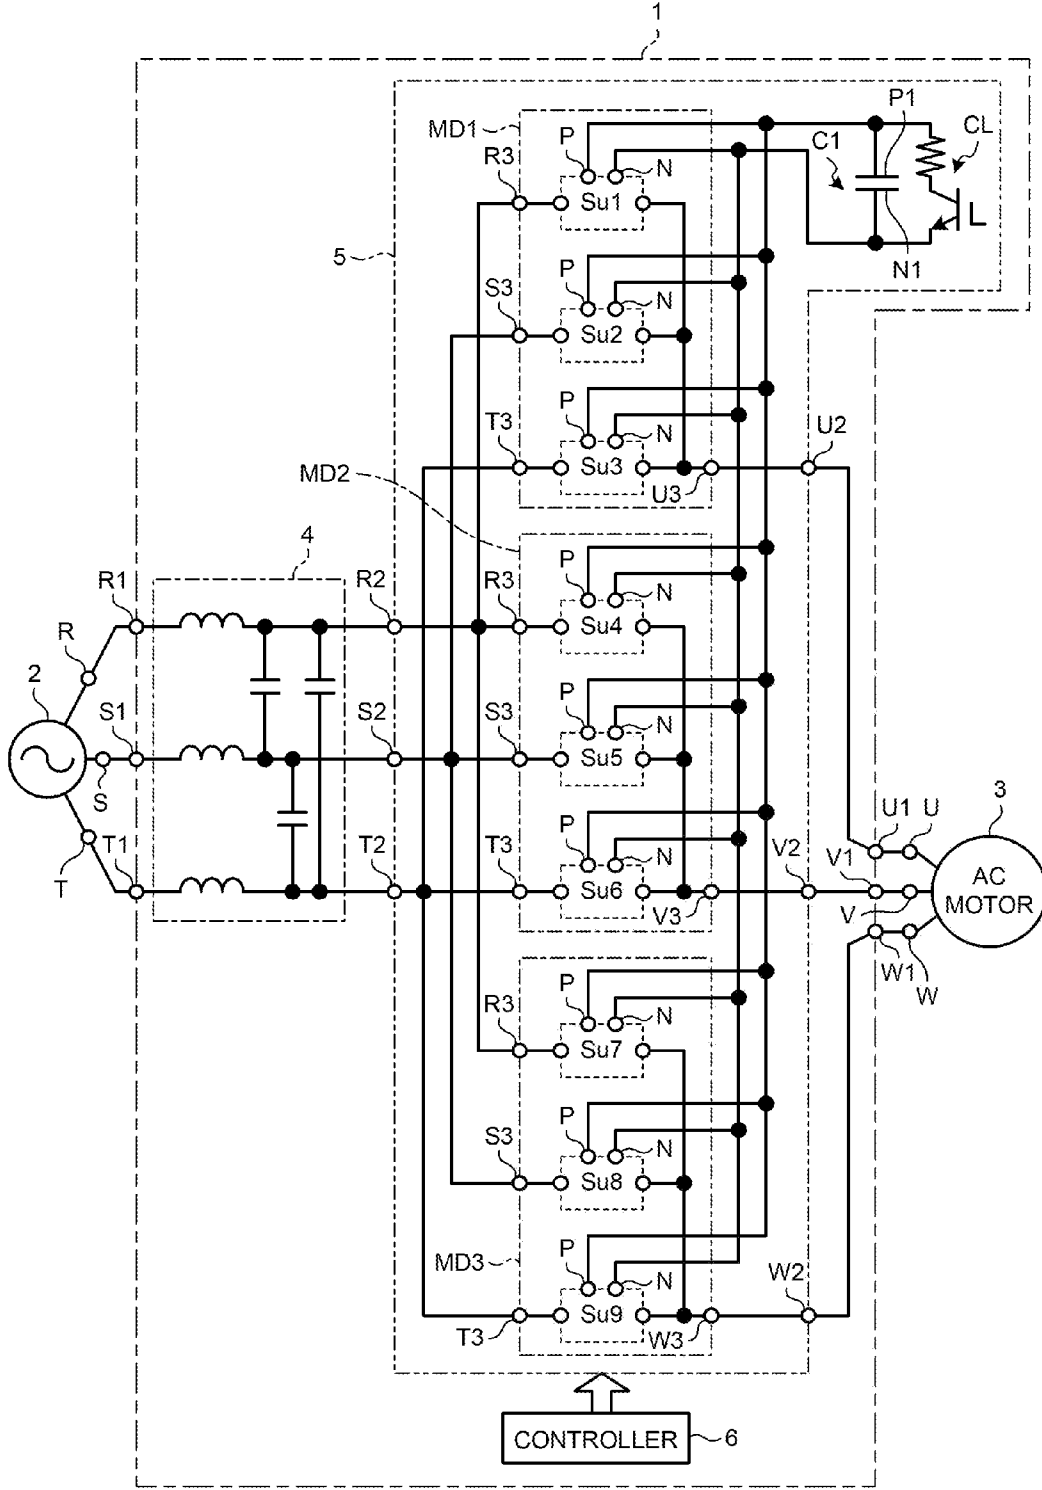 1
P1
MD1
P
CL
R3
N
C1
Su1
5
P
N1
S3
N
Su2
P
T3
N
U2
Su3
MD2
U3
4
P
R1
R2
R3
N
R
Su4
2
P
S1
S2
S3
N
Su5
S
P
3
T1
T2
T3
N
V2
V1
U1
U
T
Su6
V3
V
AC
MOTOR
P
W1
W
R3
N
Su7
P
S3
N
Su8
P
MD3
N
W2
Su9
T3
W3
CONTROLLER
6